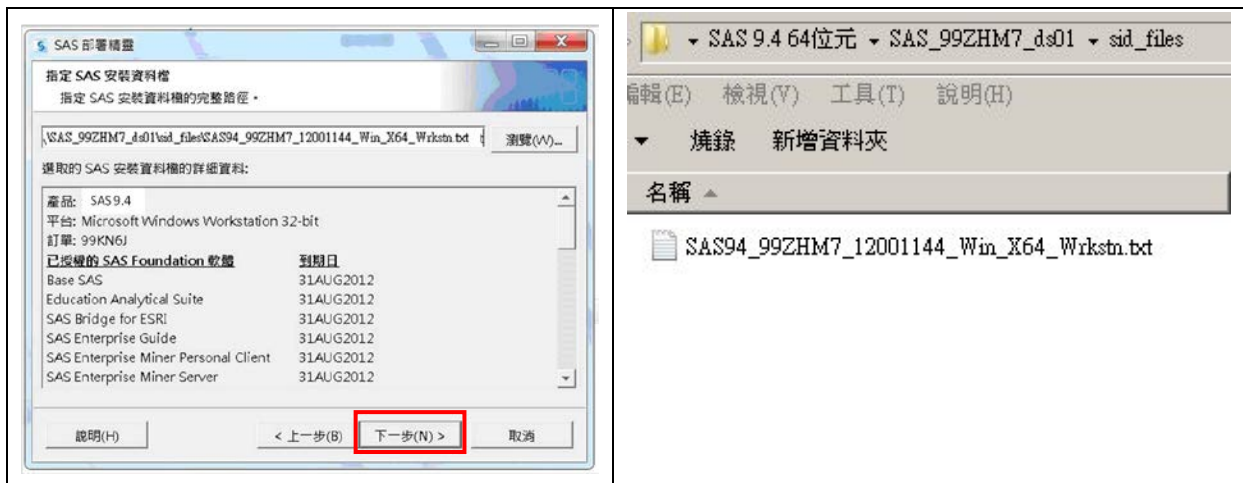 SAS 部署精靈
指定 SAS 安裝資料檔
指定 SAS 安裝資料檔的完整路徑。
.\SAS_99ZHM7_ds01\sid_files\SAS94_99ZHM7_12001144_Win_X64_Wrkstn.txt
瀏覽(W)...
選取的 SAS 安裝資料檔的詳細資料:
產品: SAS9.4
平台: Microsoft Windows Workstation 32-bit
訂單: 99KN6J
已授權的 SAS Foundation 軟體 到期日
Base SAS 31AUG2012
Education Analytical Suite 31AUG2012
SAS Bridge for ESRI 31AUG2012
SAS Enterprise Guide 31AUG2012
SAS Enterprise Miner Personal Client 31AUG2012
SAS Enterprise Miner Server 31AUG2012
說明(H) < 上一步(B) 下一步(N) > 取消
SAS 9.4 64位元 SAS_99ZHM7_ds01 sid_files
編輯(E) 檢視(V) 工具(T) 說明(H)
燒錄 新增資料夾
名稱
SAS94_99ZHM7_12001144_Win_X64_Wrkstn.txt